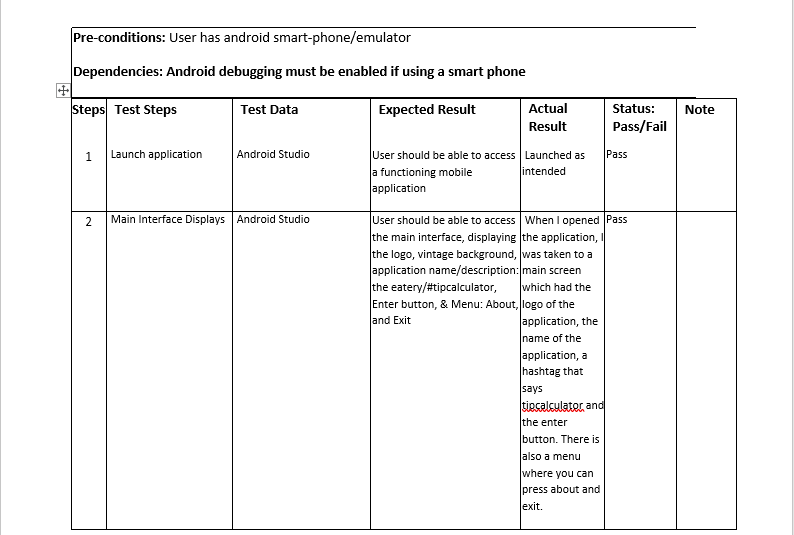 Pre-conditions: User has android smart-phone/emulator
Dependencies: Android debugging must be enabled if using a smart phone
Steps Test Steps Test Data Expected Result Actual Result Status: Pass/Fail Note
1
Launch application
Android Studio
User should be able to access
a functioning mobile
application
Launched as
intended
Pass
2
Main Interface Displays
Android Studio
User should be able to access
the main interface, displaying
the logo, vintage background,
application name/description:
the eatery/#tipcalculator,
Enter button, & Menu: About,
and Exit
When I opened
the application, I
was taken to a
main screen
which had the
logo of the
application, the
name of the
application, a
hashtag that
says
tipcalculator and
the enter
button. There is
also a menu
where you can
press about and
exit.
Pass